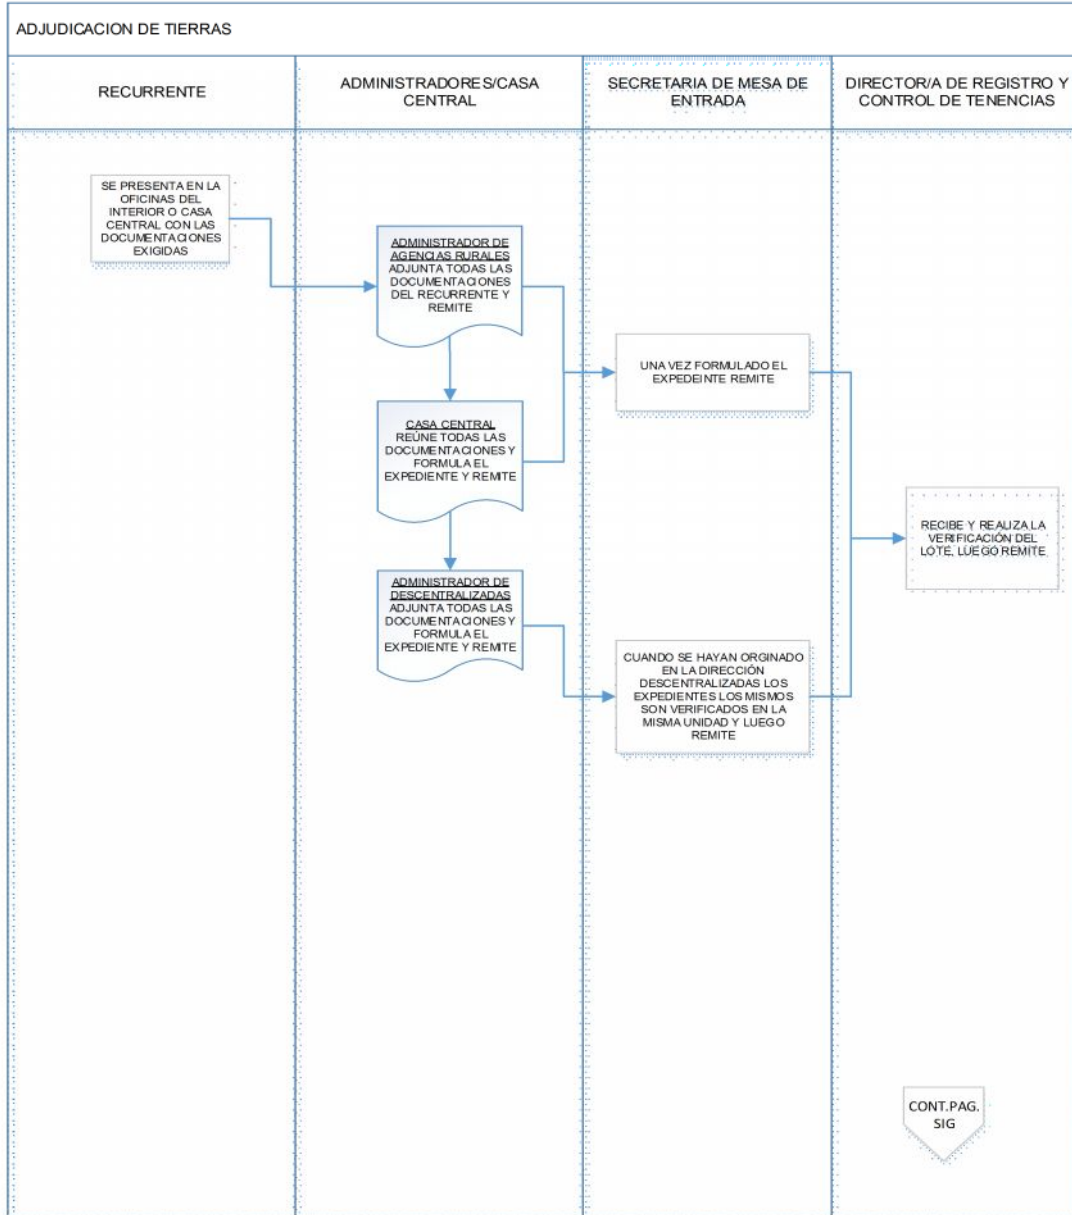 ADJUDICACION DE TIERRAS
RECURRENTE
ADMINISTRADORES/CASA
CENTRAL
SECRETARIA DE MESA DE
ENTRADA
DIRECTOR/A DE REGISTRO Y
CONTROL DE TENENCIAS
SE PRESENTA EN LA
OFICINAS DEL
INTERIOR O CASA
CENTRAL CON LAS
DOCUMENTACIONES
EXIGIDAS
ADMINISTRADOR DE
AGENCIAS RURALES
ADJUNTA TODAS LAS
DOCUMENTACIONES
DEL RECURRENTE Y
REMITE
CASA CENTRAL
REÚNE TODAS LAS
DOCUMENTACIONES Y
FORMULA EL
EXPEDIENTE Y REMITE
ADMINISTRADOR DE
DESCENTRALIZADAS
ADJUNTA TODAS LAS
DOCUMENTACIONES Y
FORMULA EL
EXPEDIENTE Y REMITE
UNA VEZ FORMULADO EL
EXPEDEINTE REMITE
CUANDO SE HAYAN ORGINADO
EN LA DIRECCIÓN
DESCENTRALIZADAS LOS
EXPEDIENTES LOS MISMOS
SON VERIFICADOS EN LA
MISMA UNIDAD Y LUEGO
REMITE
RECIBE Y REALIZA LA
VERIFICACIÓN DEL
LOTE, LUEGO REMITE
CONT.PAG.
SIG